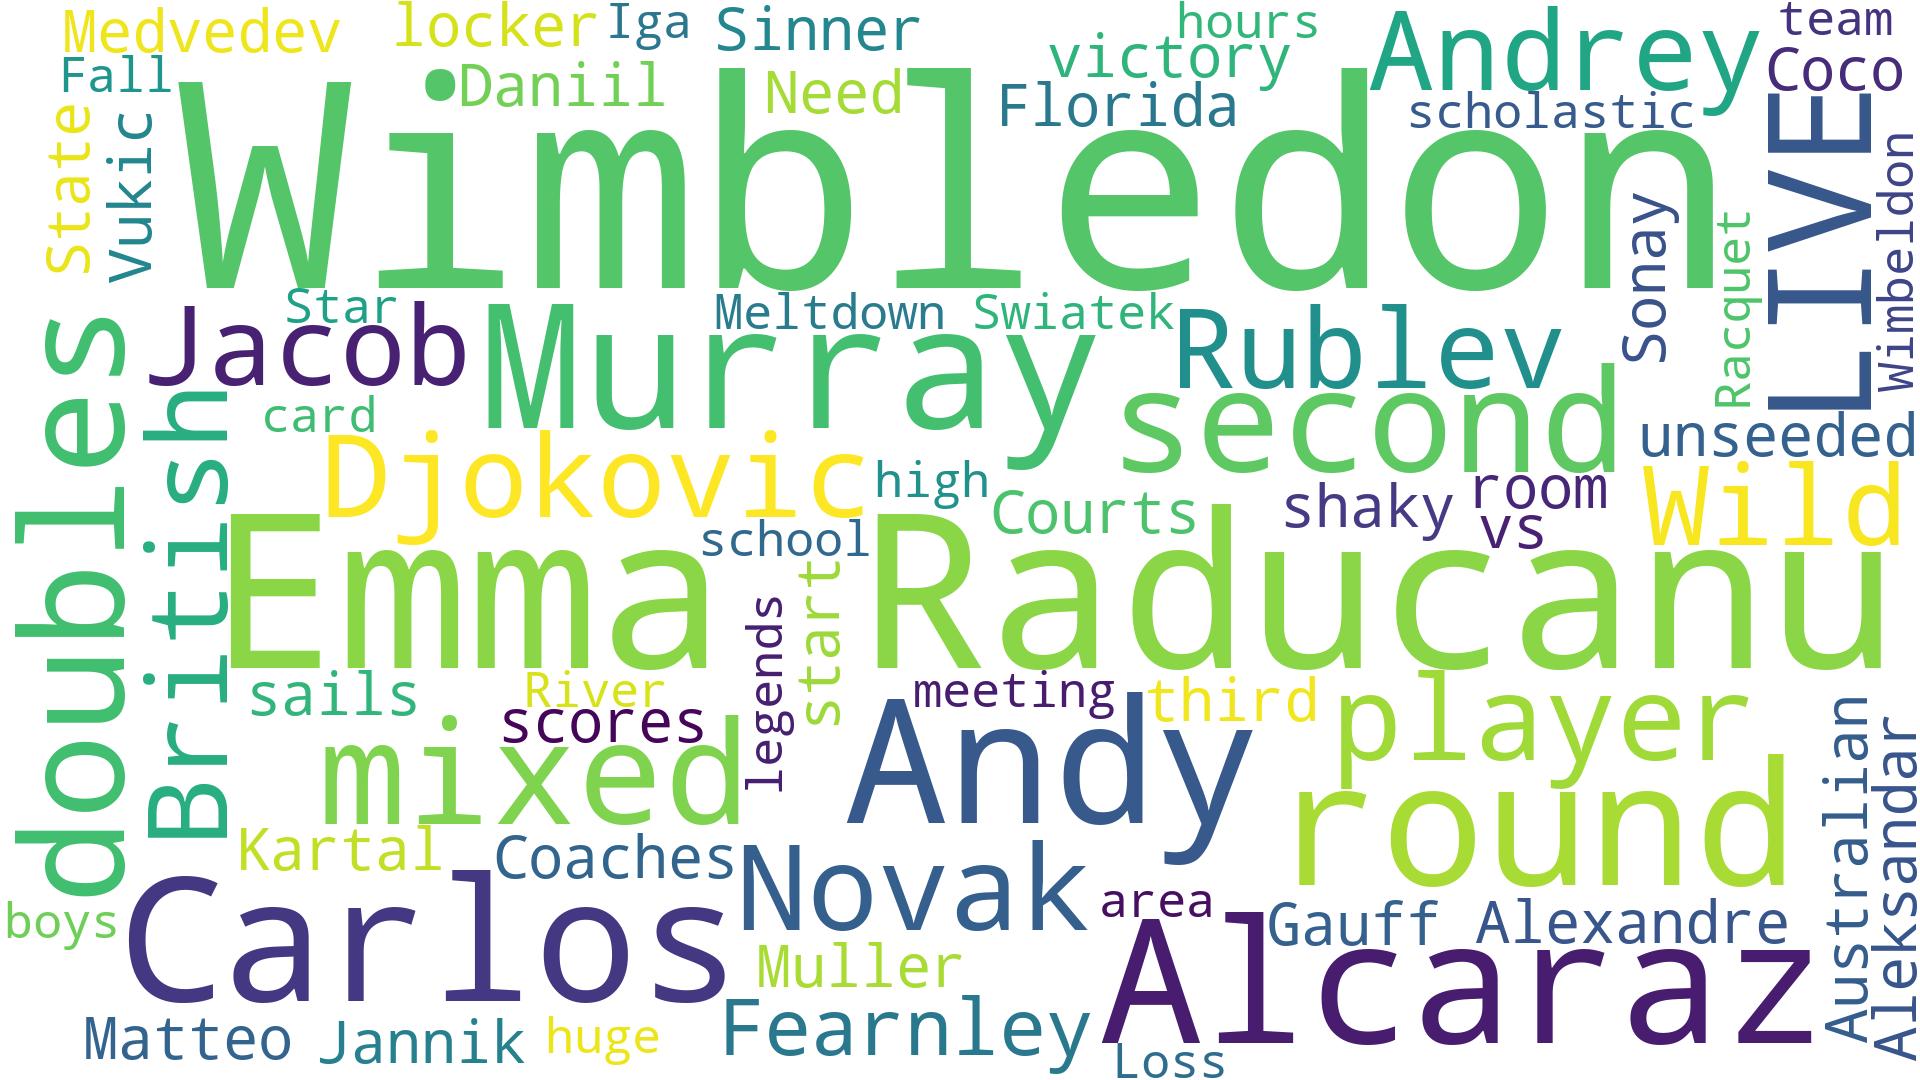 Medvedev
locker
Iga
Sinner
hours
victory
Andrey
team
Coco
Fall
Daniil
Need
Florida
scholastic
State
Vukic
Wimbledon
Sonay
Racquet
LIVE
Wimbeldon
Star
Jacob
Murray
Meltdown
Swiatek
Rublev
doubles
British
card
Djokovic
high
second
unseeded
Courts
shaky
room
vs
Wild
school
Emma
Raducanu
legends
start
sails
River
scores
meeting
third
player
mixed
Andy
round
Australian
Aleksandar
Kartal
Coaches
Novak
boys
Carlos
area
Gauff
Alexandre
Muller
Alcaraz
Matteo
Jannik
huge
Fearnley
Loss